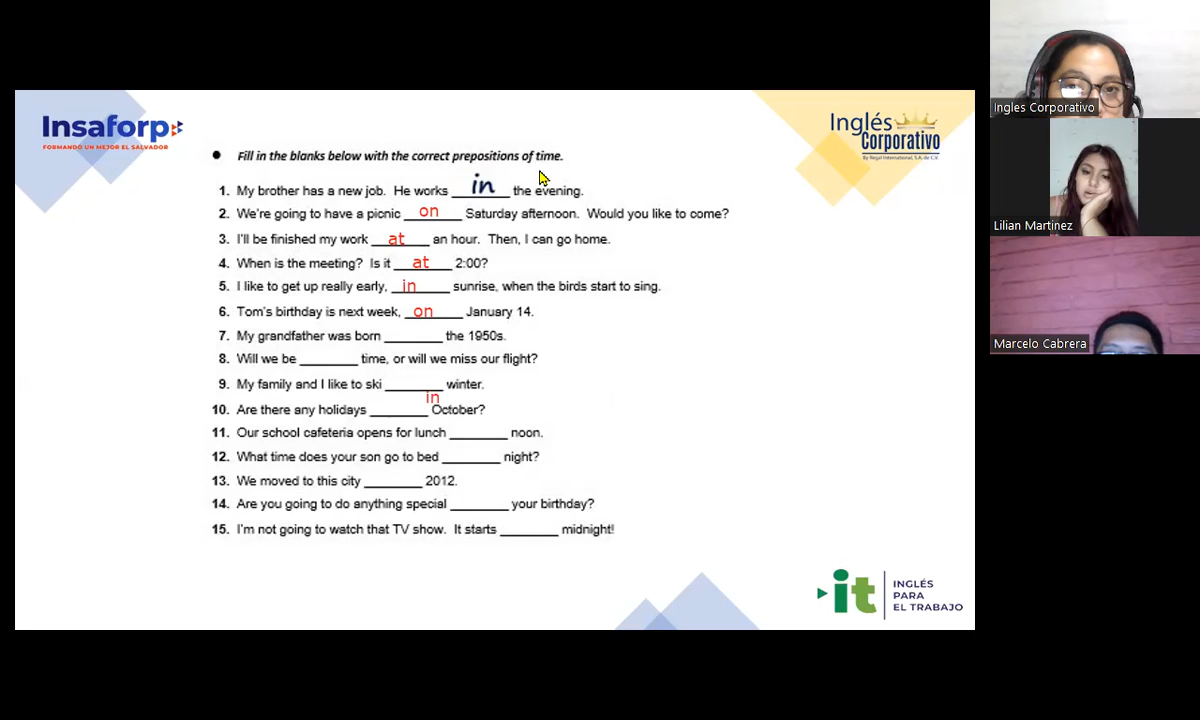 Insaforp
FORMANDO UN MEJOR EL SALVADOR
Inglés
Corporativo
By Regal International, S.A. de C.V.
● Fill in the blanks below with the correct prepositions of time.
1. My brother has a new job. He works in the evening.
2. We're going to have a picnic on Saturday afternoon. Would you like to come?
3. I'll be finished my work at an hour. Then, I can go home.
4. When is the meeting? Is it at 2:00?
5. I like to get up really early, in sunrise, when the birds start to sing.
6. Tom's birthday is next week, on January 14.
7. My grandfather was born ________ the 1950s.
8. Will we be ________ time, or will we miss our flight?
9. My family and I like to ski ________ winter.
in
10. Are there any holidays ________ October?
11. Our school cafeteria opens for lunch ________ noon.
12. What time does your son go to bed ________ night?
13. We moved to this city ________ 2012.
14. Are you going to do anything special ________ your birthday?
15. I'm not going to watch that TV show. It starts ________ midnight!
it
INGLÉS
PARA
EL TRABAJO
Ingles Corporativo
Lilian Martinez
Marcelo Cabrera